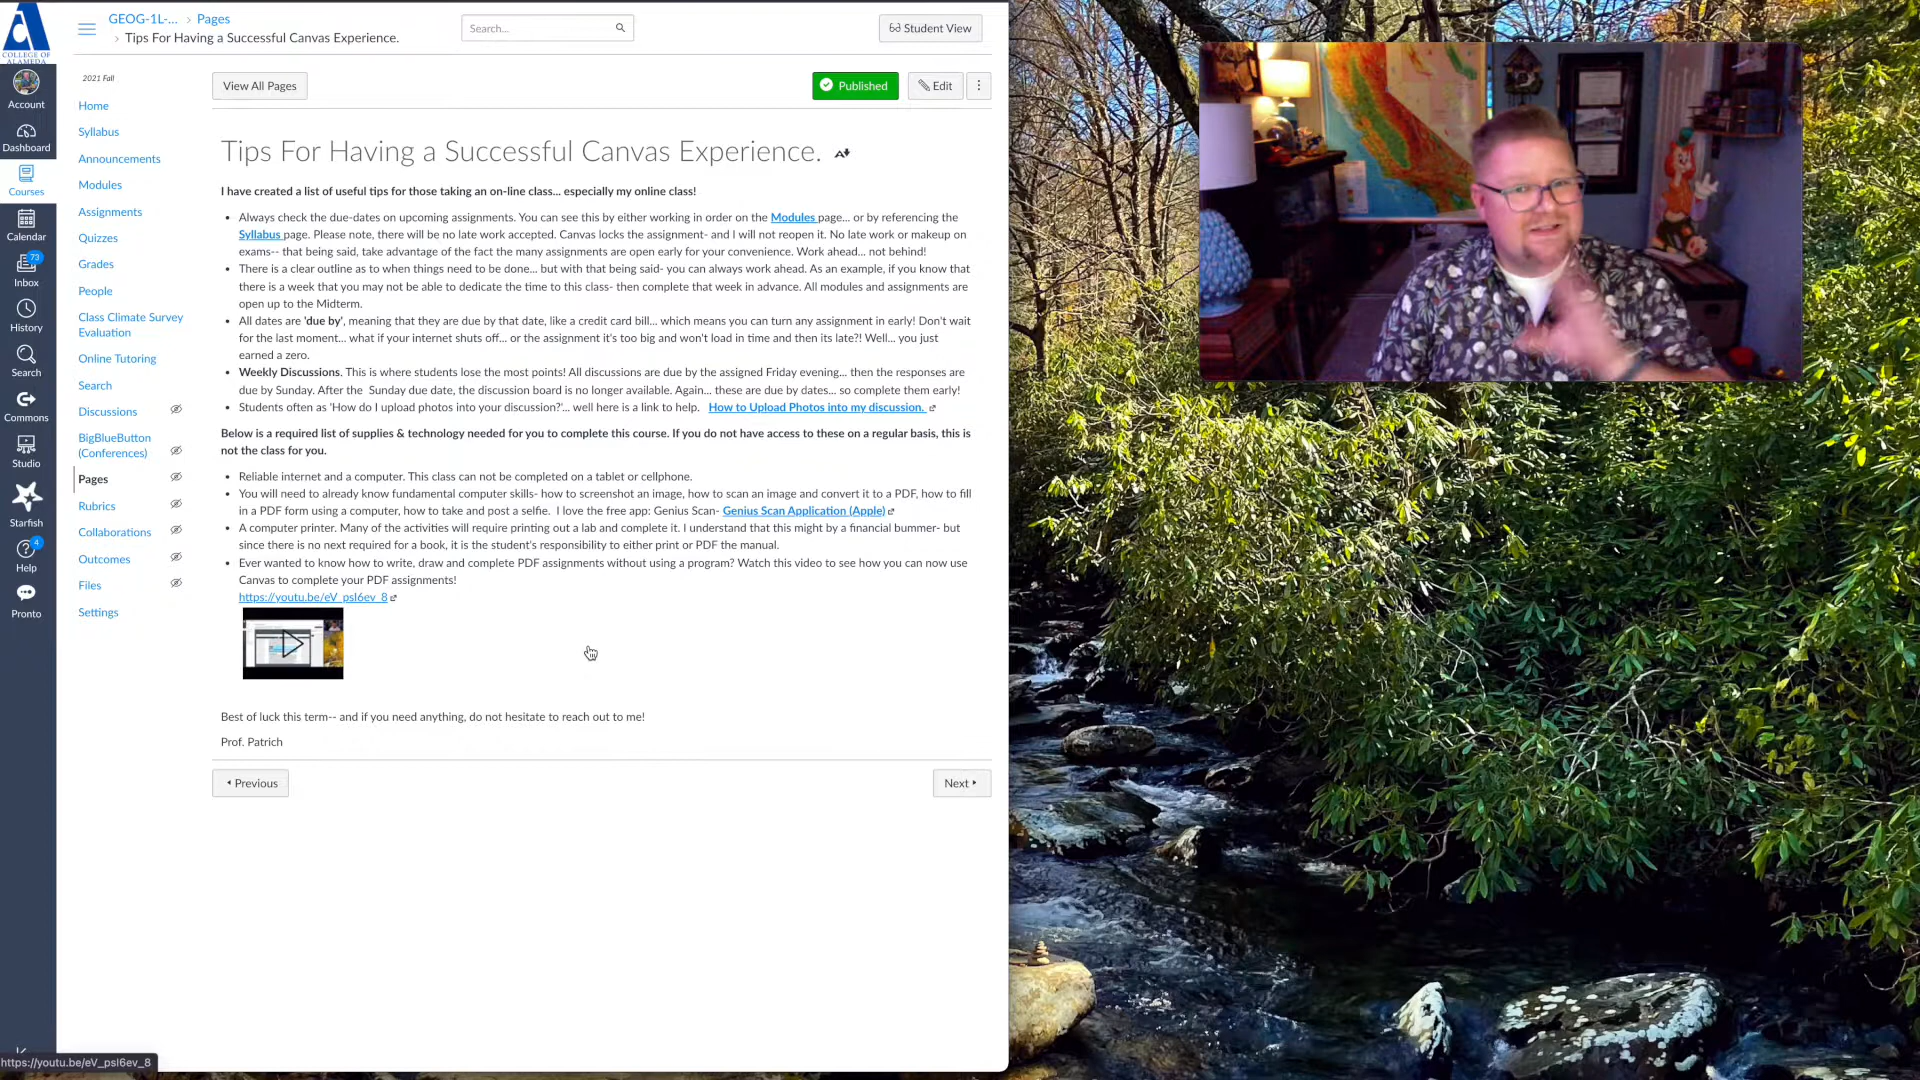 GEOG-1L-... › Pages
› Tips For Having a Successful Canvas Experience.
Search...
Student View
COLLEGE OF
ALAMEDA
Account
Dashboard
Courses
Calendar
73
Inbox
History
Search
Commons
Studio
Starfish
4
Help
Pronto
2021 Fall
Home
Syllabus
Announcements
Modules
Assignments
Quizzes
Grades
People
Class Climate Survey
Evaluation
Online Tutoring
Search
Discussions
BigBlueButton
(Conferences)
Pages
Rubrics
Collaborations
Outcomes
Files
Settings
View All Pages
Published
Edit
Tips For Having a Successful Canvas Experience.
I have created a list of useful tips for those taking an on-line class... especially my online class!
• Always check the due-dates on upcoming assignments. You can see this by either working in order on the Modules page... or by referencing the
Syllabus page. Please note, there will be no late work accepted. Canvas locks the assignment- and I will not reopen it. No late work or makeup on
exams-- that being said, take advantage of the fact the many assignments are open early for your convenience. Work ahead... not behind!
• There is a clear outline as to when things need to be done... but with that being said- you can always work ahead. As an example, if you know that
there is a week that you may not be able to dedicate the time to this class- then complete that week in advance. All modules and assignments are
open up to the Midterm.
• All dates are 'due by', meaning that they are due by that date, like a credit card bill... which means you can turn any assignment in early! Don't wait
for the last moment... what if your internet shuts off... or the assignment it's too big and won't load in time and then its late?! Well... you just
earned a zero.
• Weekly Discussions. This is where students lose the most points! All discussions are due by the assigned Friday evening... then the responses are
due by Sunday. After the Sunday due date, the discussion board is no longer available. Again... these are due by dates... so complete them early!
• Students often as 'How do I upload photos into your discussion?'... well here is a link to help. How to Upload Photos into my discussion.
Below is a required list of supplies & technology needed for you to complete this course. If you do not have access to these on a regular basis, this is
not the class for you.
• Reliable internet and a computer. This class can not be completed on a tablet or cellphone.
• You will need to already know fundamental computer skills- how to screenshot an image, how to scan an image and convert it to a PDF, how to fill
in a PDF form using a computer, how to take and post a selfie. I love the free app: Genius Scan- Genius Scan Application (Apple)
• A computer printer. Many of the activities will require printing out a lab and complete it. I understand that this might by a financial bummer- but
since there is no next required for a book, it is the student's responsibility to either print or PDF the manual.
• Ever wanted to know how to write, draw and complete PDF assignments without using a program? Watch this video to see how you can now use
Canvas to complete your PDF assignments!
https://youtu.be/eV_psI6ev_8
Best of luck this term-- and if you need anything, do not hesitate to reach out to me!
Prof. Patrich
Previous
Next
https://youtu.be/eV_psI6ev_8